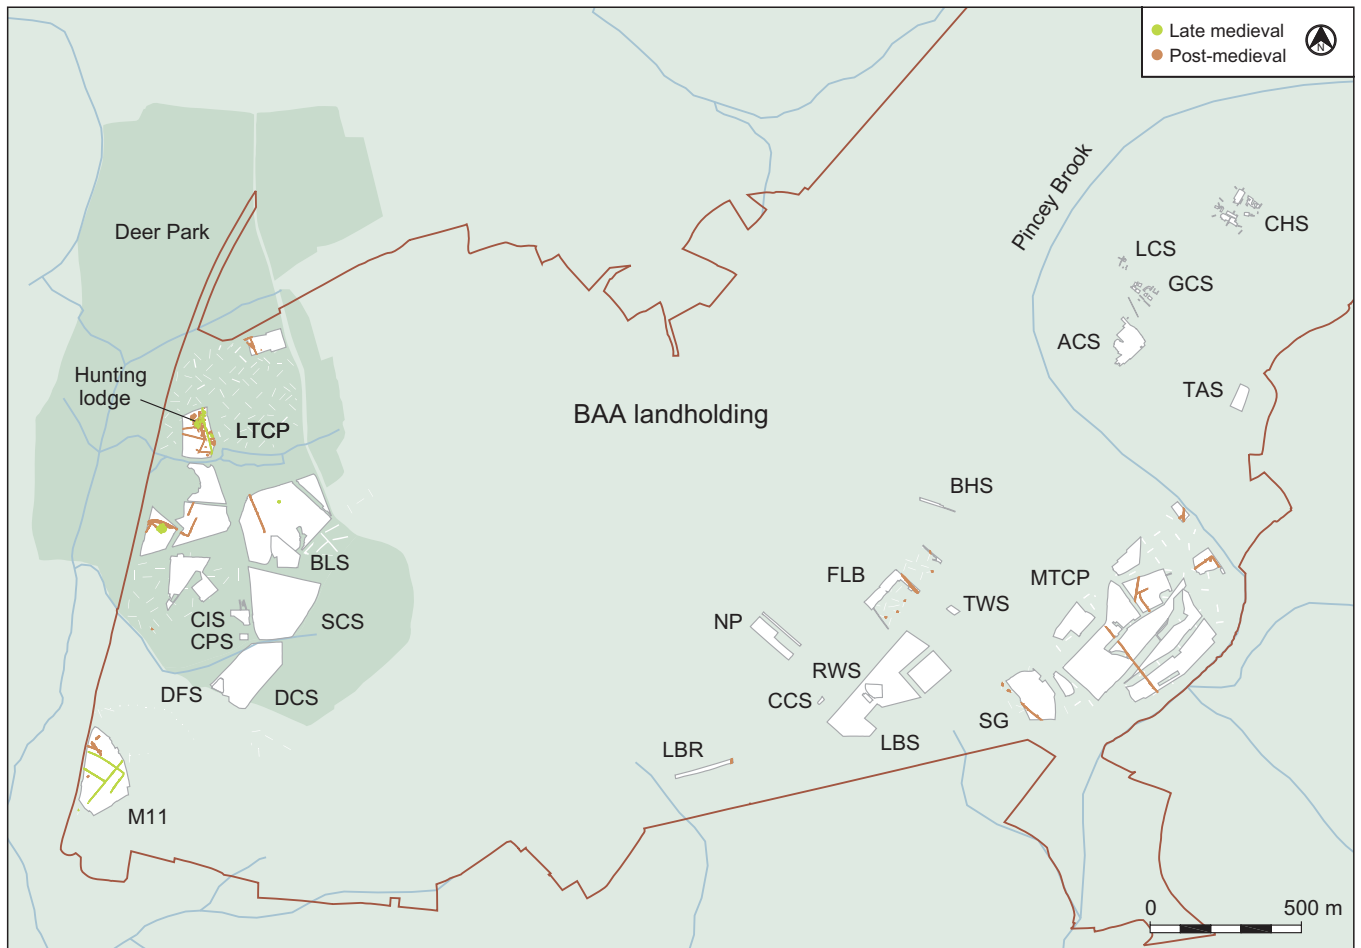 Late medieval
Post-medieval
N
Pincey Brook
CHS
Deer Park
LCS
GCS
ACS
Hunting
lodge
TAS
BAA landholding
LTCP
BHS
BLS
FLB
MTCP
TWS
CIS
SCS
NP
CPS
RWS
DFS
DCS
CCS
SG
LBS
LBR
M11
0
500 m